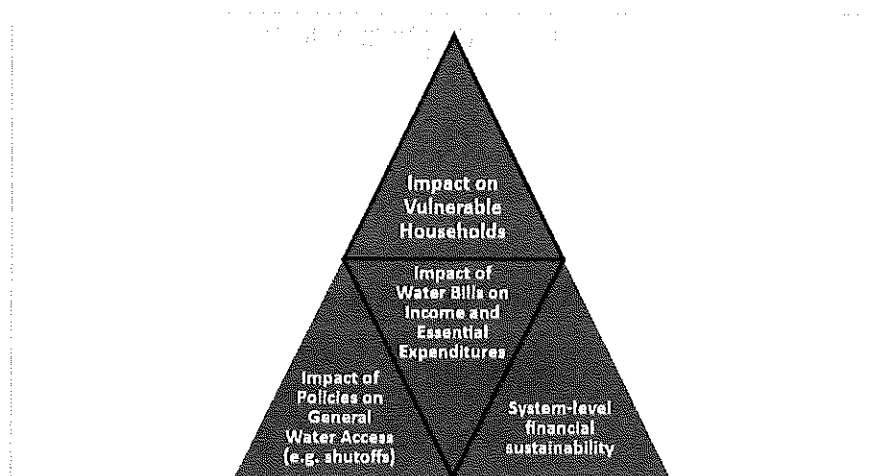 Impact on
Vulnerable
Households
Impact of
Water Bills on
Income and
Essential
Expenditures
Impact of
Policies on
General
Water Access
(e.g. shutoffs)
System-level
financial
sustainability